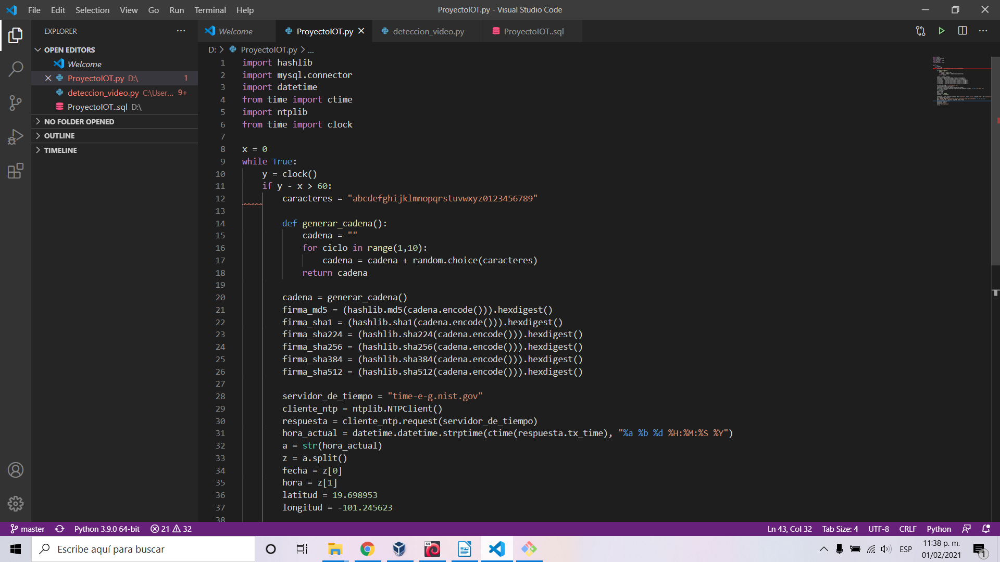 File Edit Selection View Go Run Terminal Help
ProyectoIOT.py - Visual Studio Code
EXPLORER
OPEN EDITORS
Welcome
ProyectoIOT.py D:\ 1
deteccion_video.py C:\User... 9+
ProyectoIOT..sql D:\
NO FOLDER OPENED
OUTLINE
TIMELINE
Welcome ProyectoIOT.py deteccion_video.py ProyectoIOT..sql
D: > ProyectoIOT.py > ...
1 import hashlib
2 import mysql.connector
3 import datetime
4 from time import ctime
5 import ntplib
6 from time import clock
7
8 x = 0
9 while True:
10 y = clock()
11 if y - x > 60:
12 caracteres = "abcdefghijklmnopqrstuvwxyz0123456789"
13
14 def generar_cadena():
15 cadena = ""
16 for ciclo in range(1,10):
17 cadena = cadena + random.choice(caracteres)
18 return cadena
19
20 cadena = generar_cadena()
21 firma_md5 = (hashlib.md5(cadena.encode())).hexdigest()
22 firma_sha1 = (hashlib.sha1(cadena.encode())).hexdigest()
23 firma_sha224 = (hashlib.sha224(cadena.encode())).hexdigest()
24 firma_sha256 = (hashlib.sha256(cadena.encode())).hexdigest()
25 firma_sha384 = (hashlib.sha384(cadena.encode())).hexdigest()
26 firma_sha512 = (hashlib.sha512(cadena.encode())).hexdigest()
27
28 servidor_de_tiempo = "time-e-g.nist.gov"
29 cliente_ntp = ntplib.NTPClient()
30 respuesta = cliente_ntp.request(servidor_de_tiempo)
31 hora_actual = datetime.datetime.strptime(ctime(respuesta.tx_time), "%a %b %d %H:%M:%S %Y")
32 a = str(hora_actual)
33 z = a.split()
34 fecha = z[0]
35 hora = z[1]
36 latitud = 19.698953
37 longitud = -101.245623
38
master Python 3.9.0 64-bit 21 32 Ln 43, Col 32 Tab Size: 4 UTF-8 CRLF Python
Escribe aquí para buscar
64
ESP
11:38 p. m.
01/02/2021
1